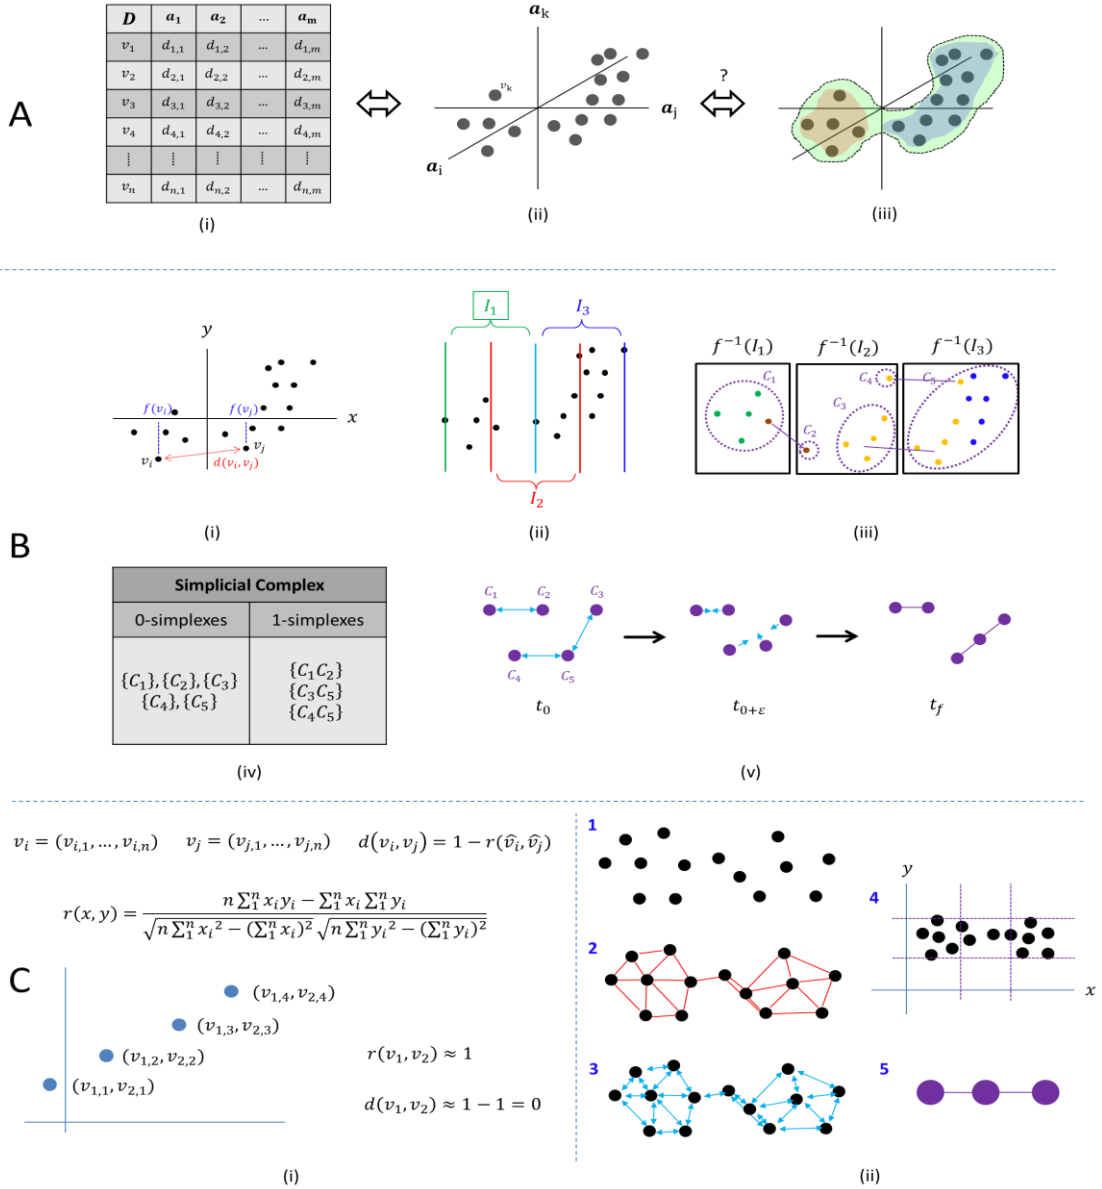 A
D a₁ a₂ ... aₘ
v₁ d₁,₁ d₁,₂ ... d₁,ₘ
v₂ d₂,₁ d₂,₂ ... d₂,ₘ
v₃ d₃,₁ d₃,₂ ... d₃,ₘ
v₄ d₄,₁ d₄,₂ ... d₄,ₘ
⁞ ⁞ ⁞ ⁞ ⁞
vₙ dₙ,₁ dₙ,₂ ... dₙ,ₘ
(i)
aₖ
vₖ
aⱼ
aᵢ
(ii)
?
(iii)
B
y
x
f(vᵢ) f(vⱼ)
vᵢ vⱼ
d(vᵢ, vⱼ)
(i)
I₁ I₃
I₂
(ii)
f⁻¹(I₁) f⁻¹(I₂) f⁻¹(I₃)
C₁ C₄ C₅
C₃
C₂
(iii)
Simplicial Complex
0-simplexes 1-simplexes
{C₁}, {C₂}, {C₃}
{C₄}, {C₅}
{C₁C₂}
{C₃C₅}
{C₄C₅}
(iv)
C₁ C₂ C₃
C₄ C₅
t₀ t₀₊ε t_f
(v)
C
vᵢ = (vᵢ,₁, … , vᵢ,ₙ) vⱼ = (vⱼ,₁, … , vⱼ,ₙ) d(vᵢ, vⱼ) = 1 − r(v̂ᵢ, v̂ⱼ)
r(x, y) = (n ∑₁ⁿ xᵢyᵢ − ∑₁ⁿ xᵢ ∑₁ⁿ yᵢ) / (√(n ∑₁ⁿ xᵢ² − (∑₁ⁿ xᵢ)²) √(n ∑₁ⁿ yᵢ² − (∑₁ⁿ yᵢ)²))
(v₁,₄, v₂,₄)
(v₁,₃, v₂,₃)
(v₁,₂, v₂,₂)
(v₁,₁, v₂,₁)
r(v₁, v₂) ≈ 1
d(v₁, v₂) ≈ 1 − 1 = 0
(i)
1
2
3
4
y
x
5
(ii)